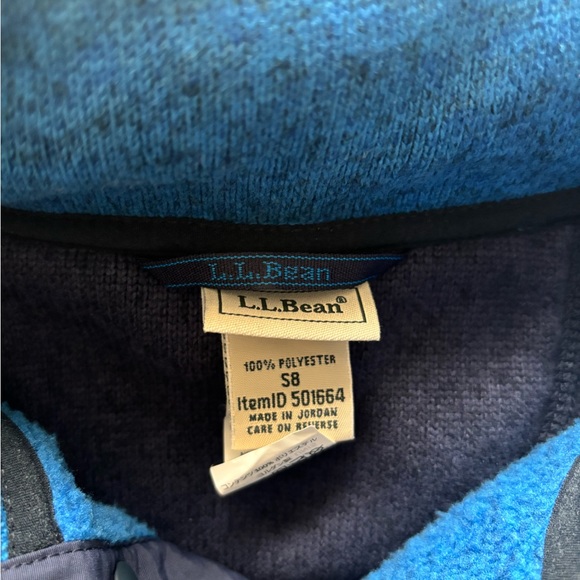 L.L.Bean
L.L.Bean®
100% POLYESTER
S8
ItemID 501664
MADE IN JORDAN
CARE ON REVERSE